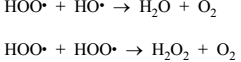 HOO• + HO• → H₂O + O₂
HOO• + HOO• → H₂O₂ + O₂